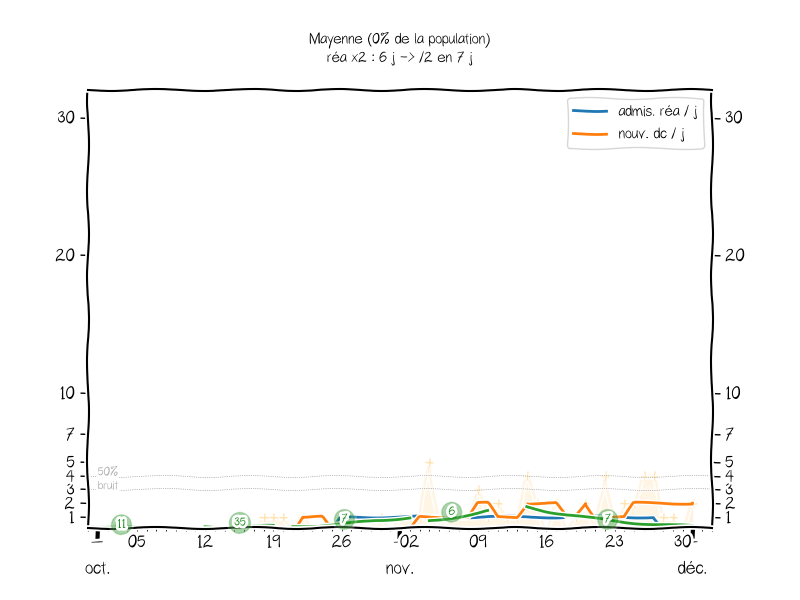 Mayenne (0% de la population)
réa x2 : 6 j -> /2 en 7 j
admis. réa / j
nouv. dc / j
30 30
20 20
10 10
7 7
5 5
4 4
3 3
2 2
1 1
50%
bruit
11 35 7 6 7
05 12 19 26 02 09 16 23 30
oct. nov. déc.